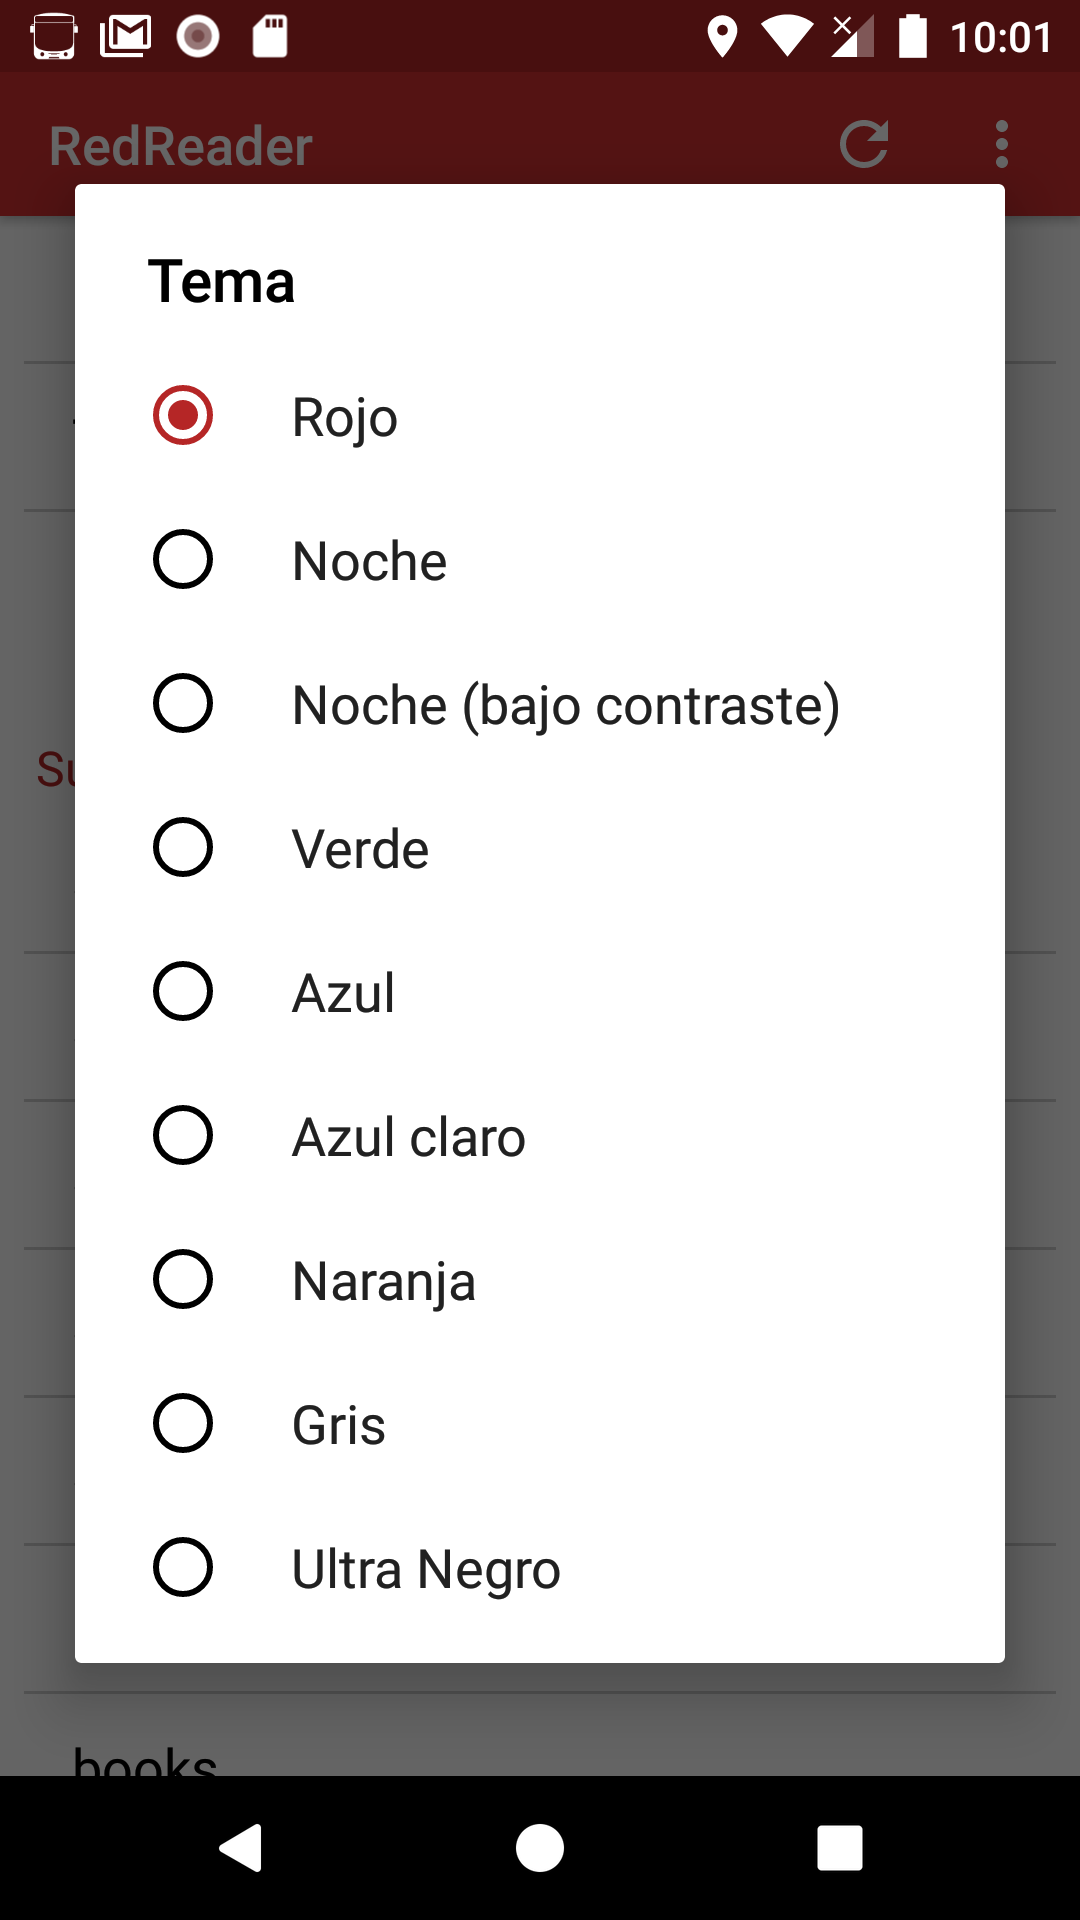 10:01
RedReader
Tema
Rojo
Noche
Noche (bajo contraste)
Su
Verde
Azul
Azul claro
Naranja
Gris
Ultra Negro
books